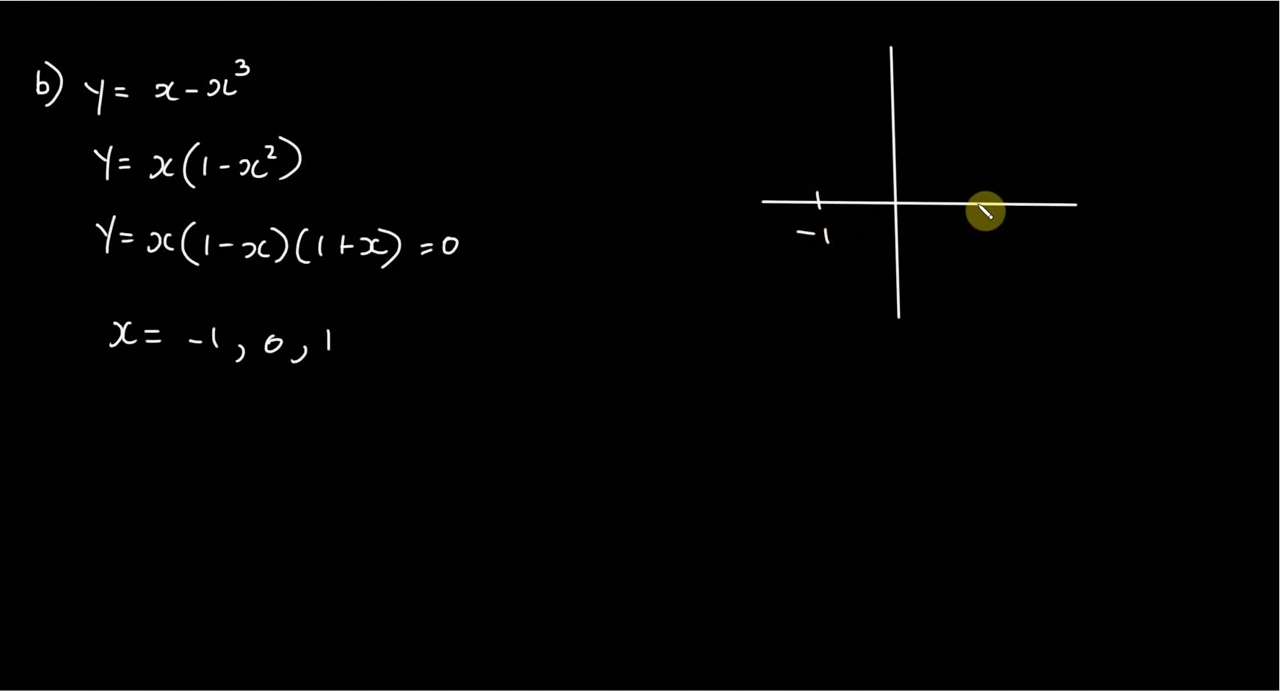 b) y = x - x³
Y = x(1 - x²)
Y = x(1 - x)(1 + x) = 0
x = -1, 0, 1
-1